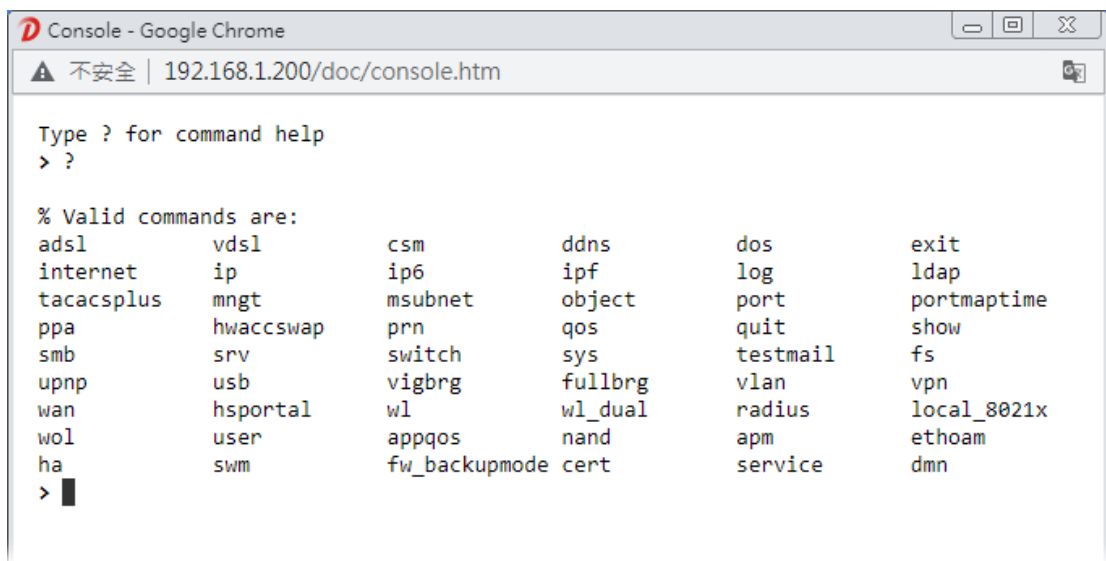 Console - Google Chrome
不安全 | 192.168.1.200/doc/console.htm
Type ? for command help
> ?
% Valid commands are:
adsl vdsl csm ddns dos exit
internet ip ip6 ipf log ldap
tacacsplus mngt msubnet object port portmaptime
ppa hwaccswap prn qos quit show
smb srv switch sys testmail fs
upnp usb vigbrg fullbrg vlan vpn
wan hsportal wl wl_dual radius local_8021x
wol user appqos nand apm ethoam
ha swm fw_backupmode cert service dmn
>